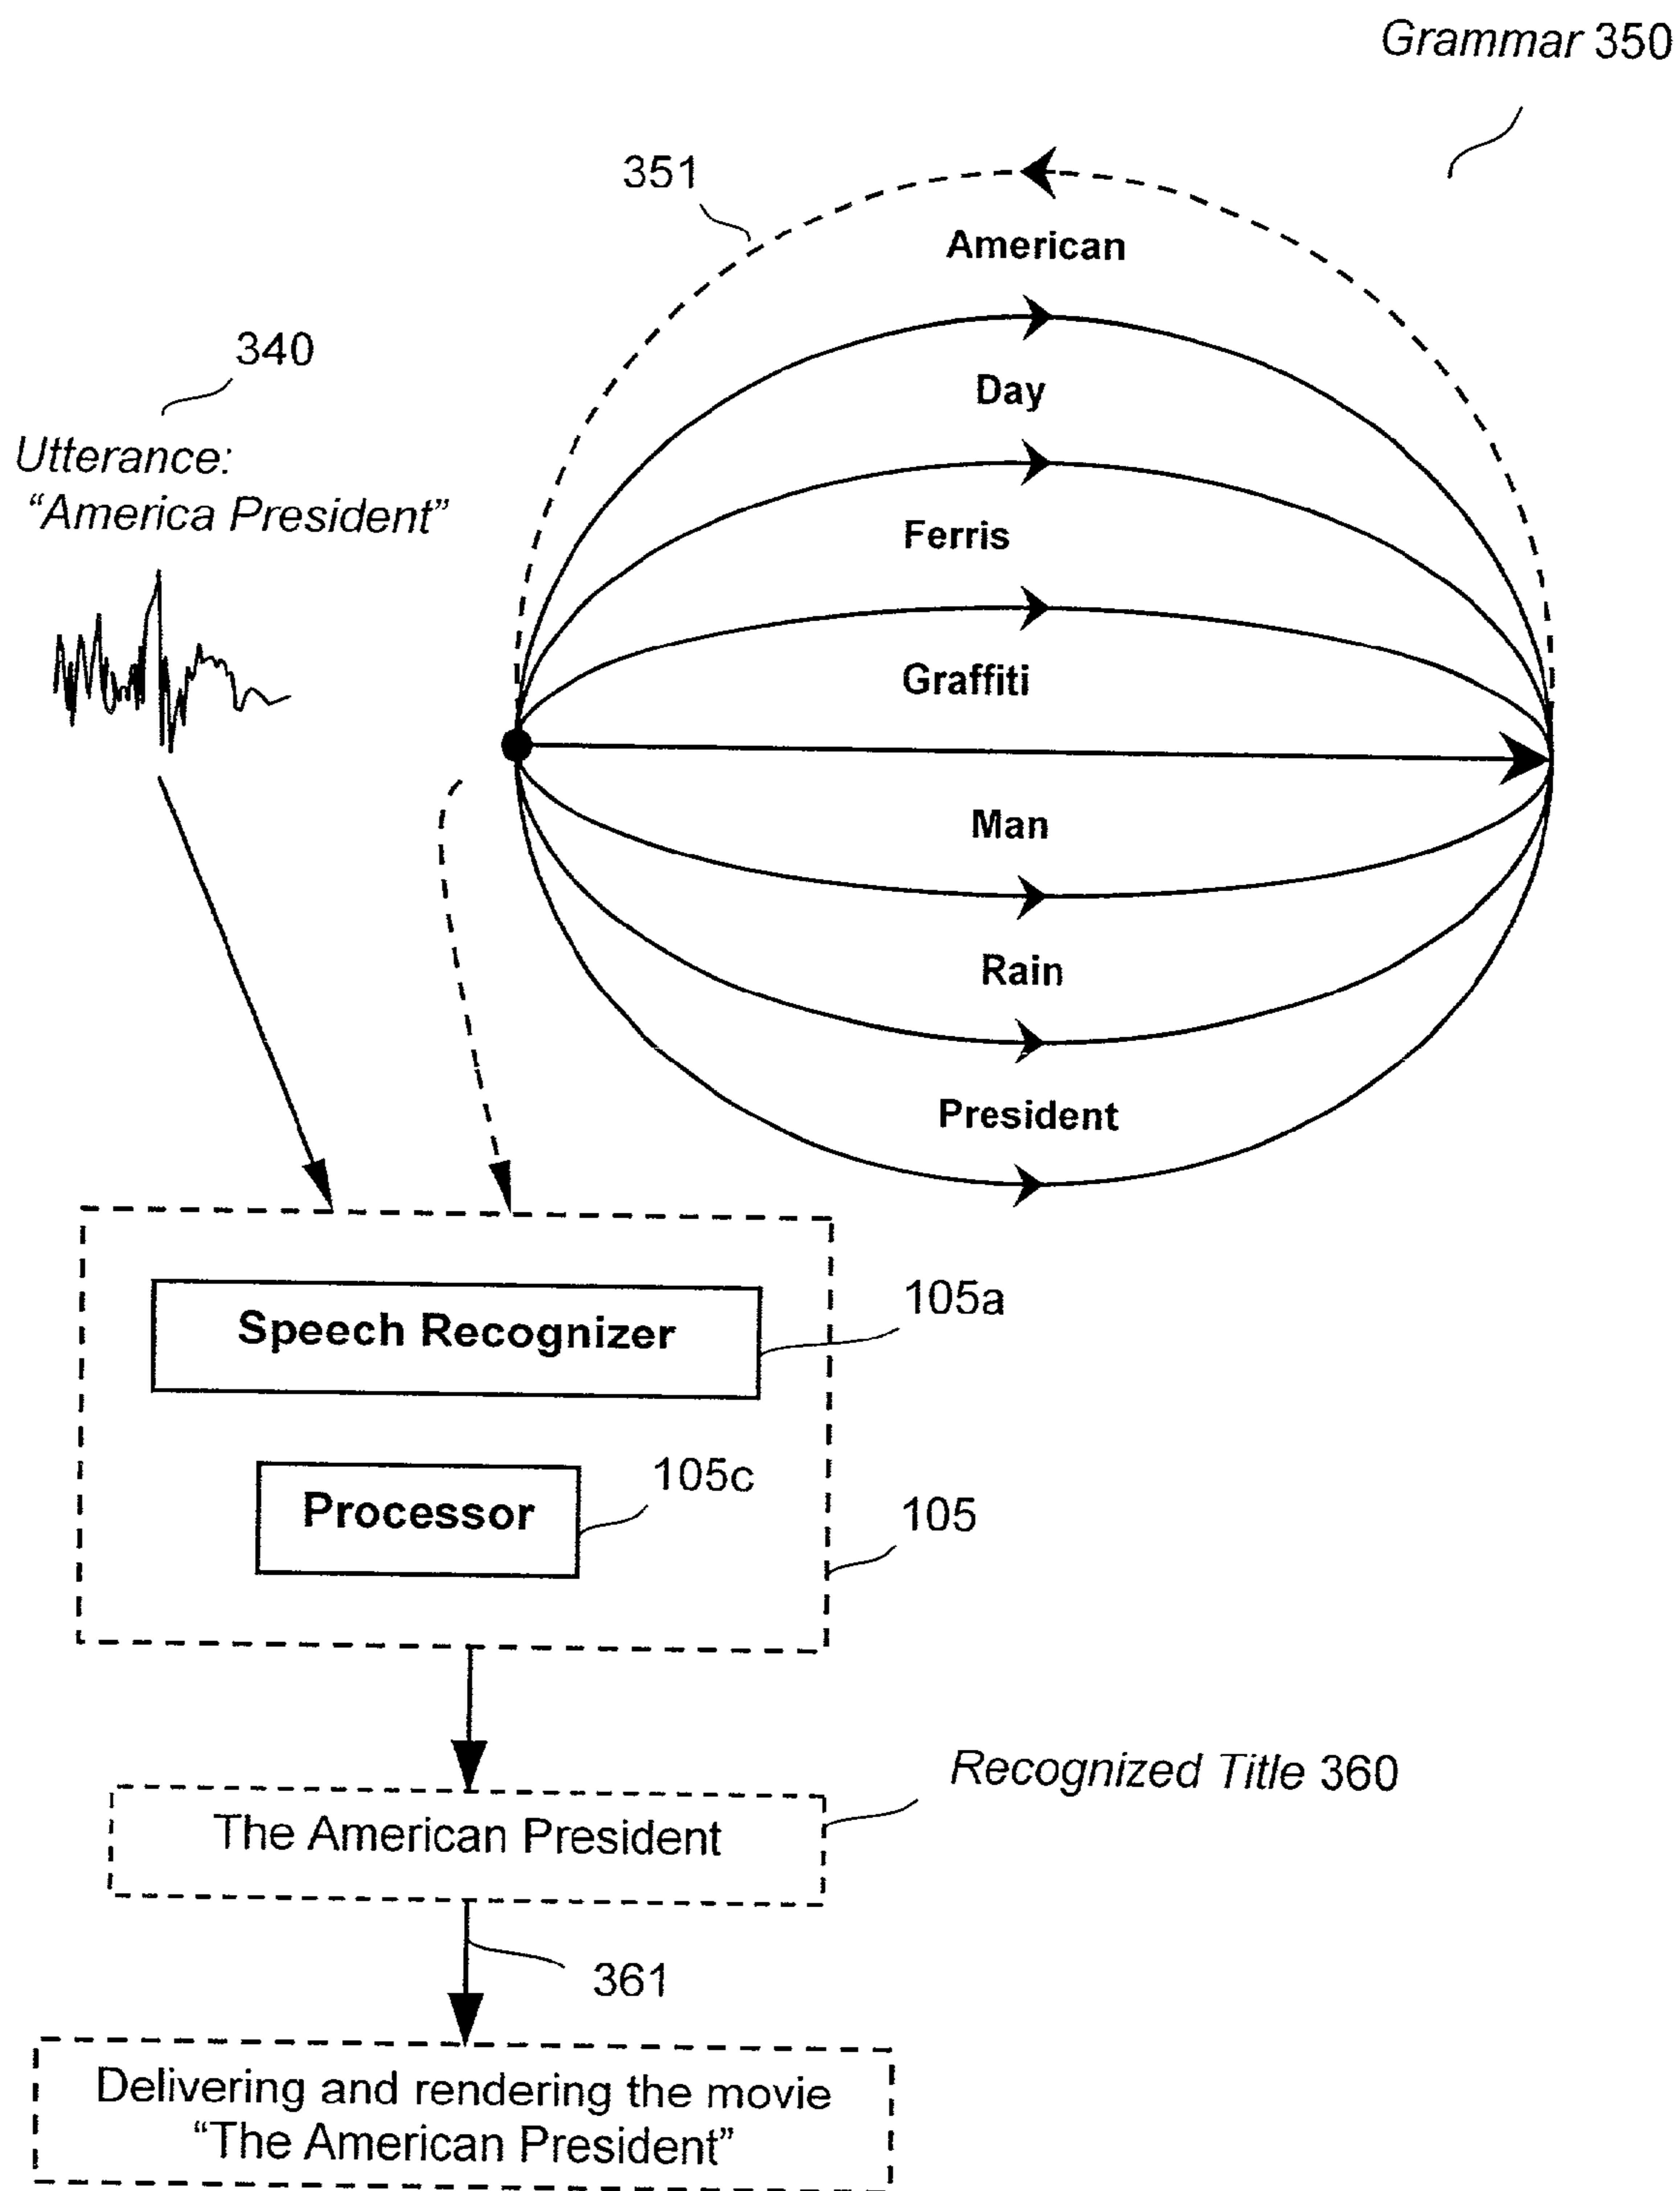 Grammar 350
351
American
340
Day
Utterance:
“America President”
Ferris
Graffiti
Man
Rain
President
105a
Speech Recognizer
105c
Processor
105
Recognized Title 360
The American President
361
Delivering and rendering the movie
“The American President”